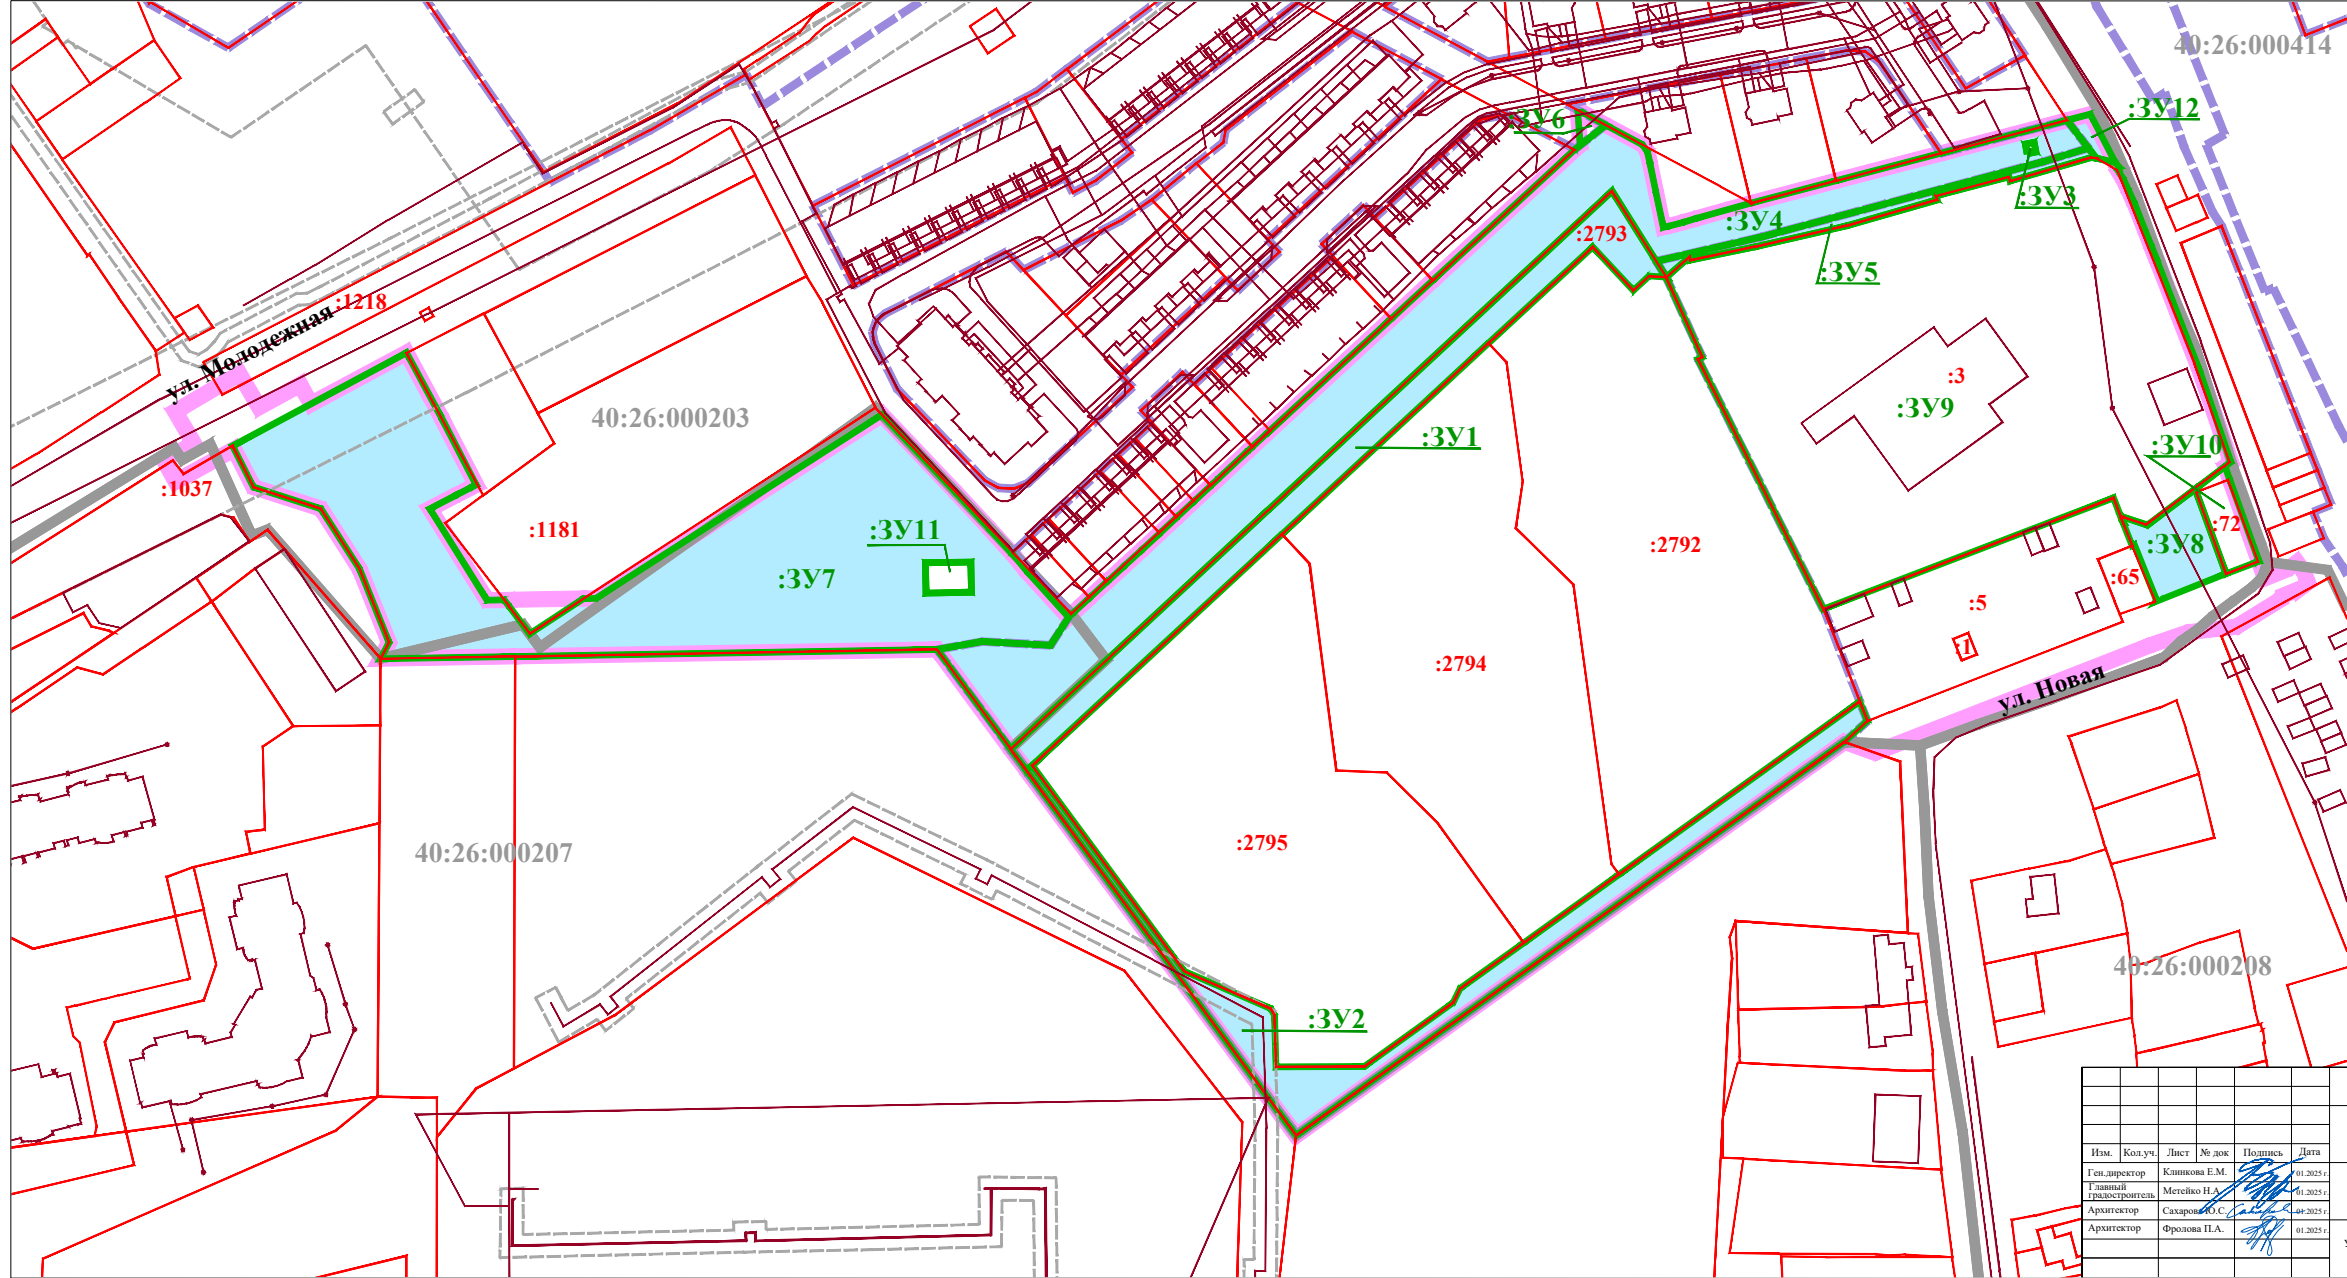 40:26:000414
:ЗУ12
:ЗУ6
:ЗУ3
:ЗУ4
:2793
:ЗУ5
:1218
ул. Молодежная
:3
:ЗУ9
40:26:000203
:ЗУ1
:ЗУ10
:1037
:1181
:ЗУ11
:72
:2792
:ЗУ8
:ЗУ7
:65
:5
:1
:2794
ул. Новая
:2795
40:26:000207
40:26:000208
:ЗУ2
Изм. Кол.уч. Лист № док Подпись Дата
Ген.директор Клинкова Е.М. 01.2025 г.
Главный
градостроитель Метейко Н.А. 01.2025 г.
Архитектор Сахарова Ю.С. 01.2025 г.
Архитектор Фролова П.А. 01.2025 г.